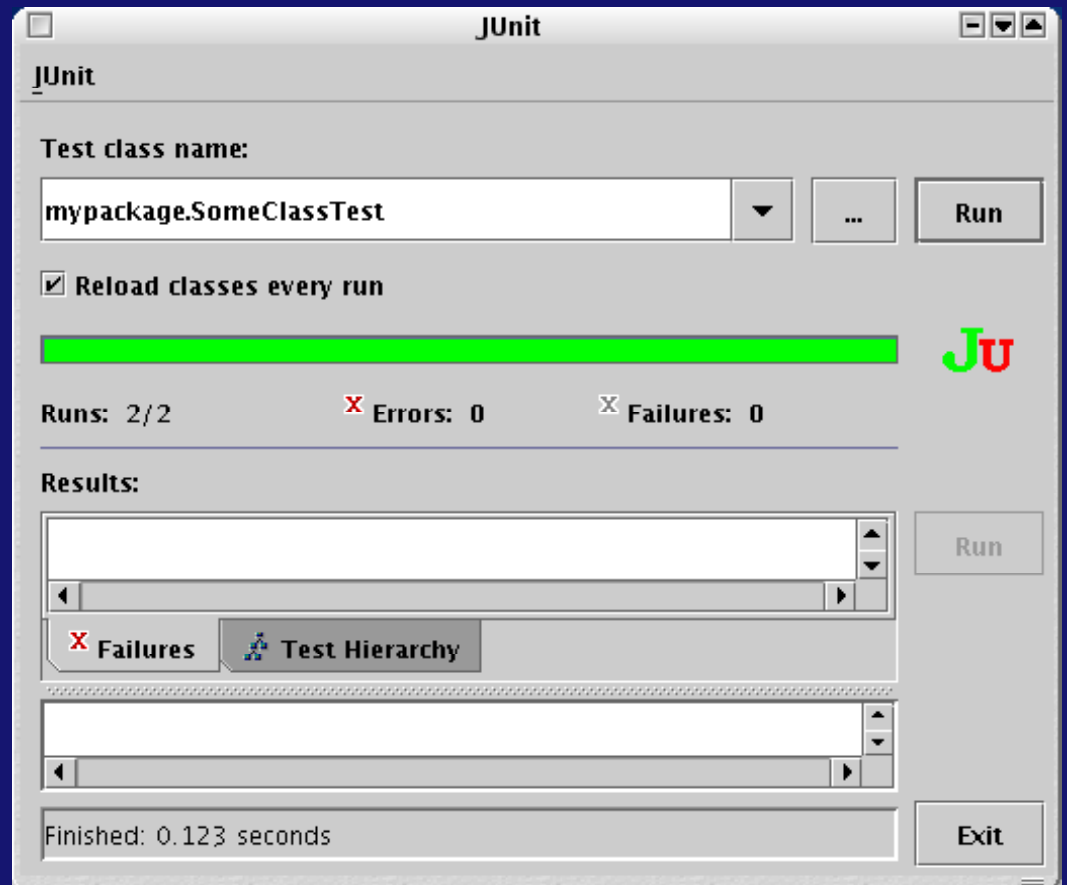 JUnit
JUnit
Test class name:
mypackage.SomeClassTest
...
Run
Reload classes every run
JU
Runs: 2/2
X Errors: 0
X Failures: 0
Results:
Run
X Failures
Test Hierarchy
Finished: 0.123 seconds
Exit